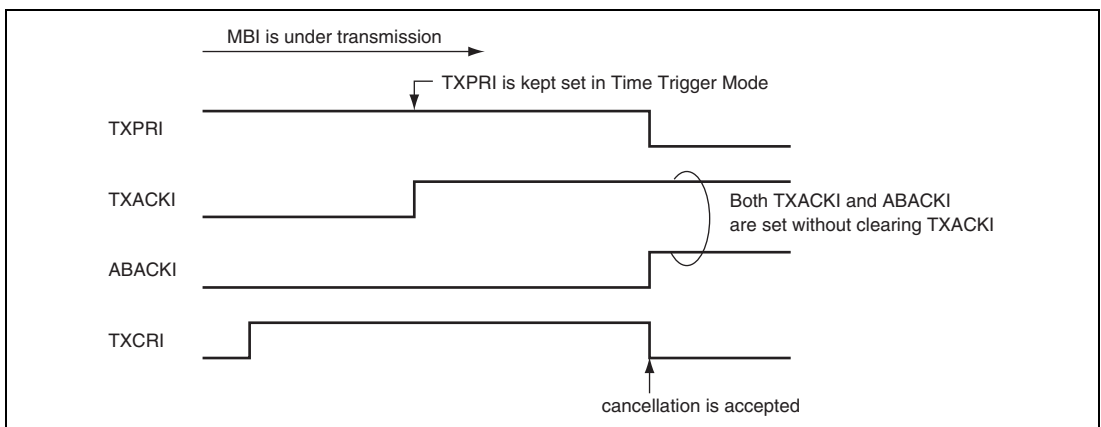 MBI is under transmission
TXPRI is kept set in Time Trigger Mode
TXPRI
TXACKI
Both TXACKI and ABACKI
are set without clearing TXACKI
ABACKI
TXCRI
cancellation is accepted